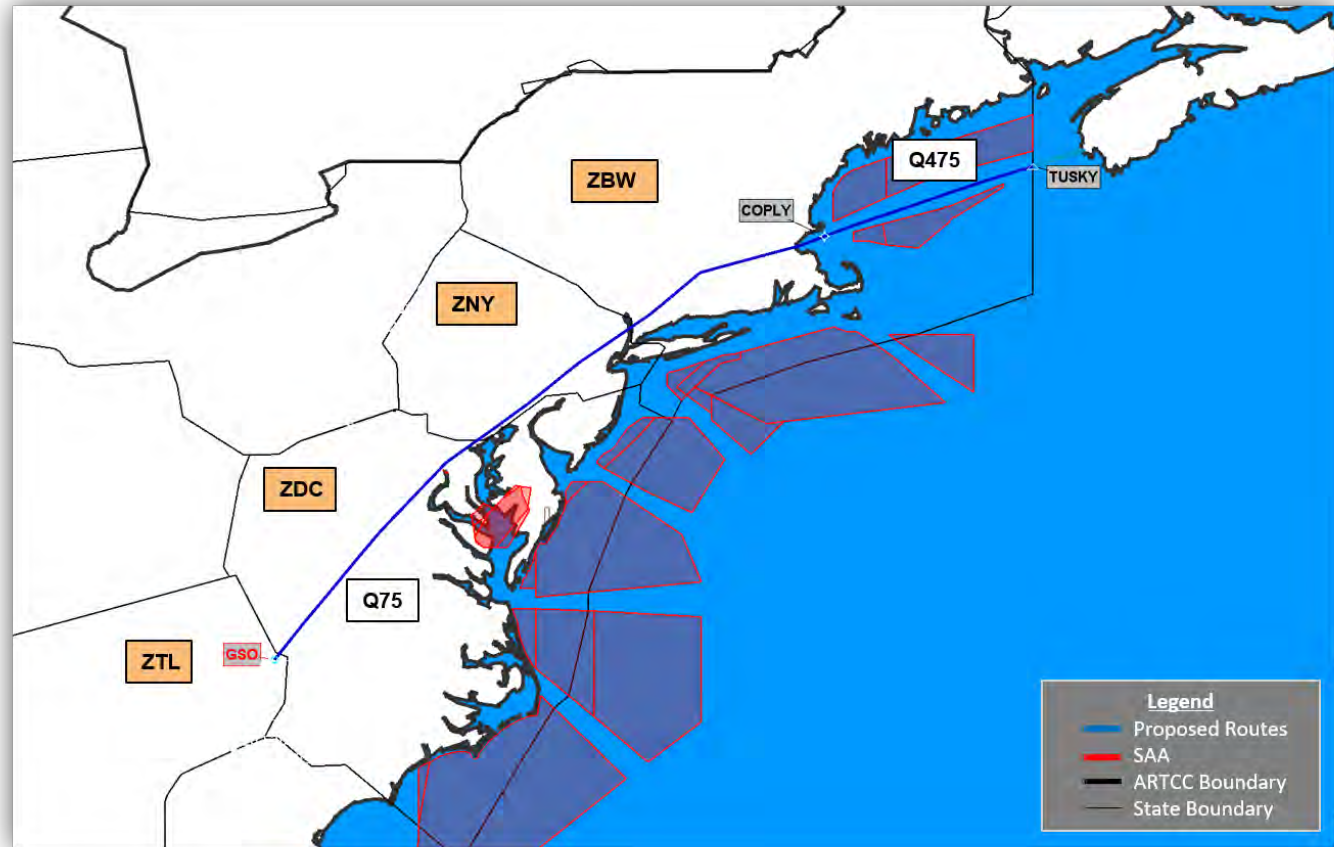 Q475
ZBW
TUSKY
COPLY
ZNY
ZDC
Q75
GSO
ZTL
Legend
Proposed Routes
SAA
ARTCC Boundary
State Boundary